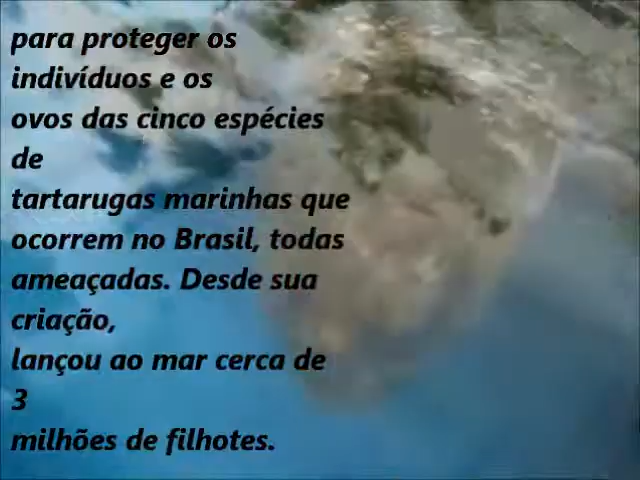 para proteger os
indivíduos e os
ovos das cinco espécies
de
tartarugas marinhas que
ocorrem no Brasil, todas
ameaçadas. Desde sua
criação,
lançou ao mar cerca de
3
milhões de filhotes.